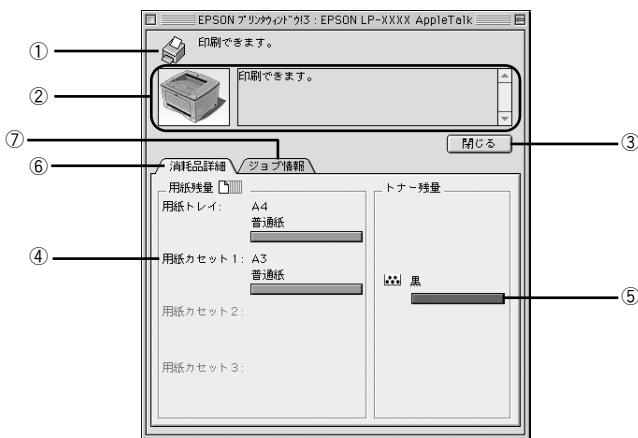 EPSON プリンタウィンドウ!3 : EPSON LP-XXXX AppleTalk
① 印刷できます。
② 印刷できます。
③ 閉じる
⑦
⑥ 消耗品詳細 ジョブ情報
用紙残量
トナー残量
用紙トレイ: A4
普通紙
④ 用紙カセット1: A3
普通紙
黒
⑤
用紙カセット2:
用紙カセット3: